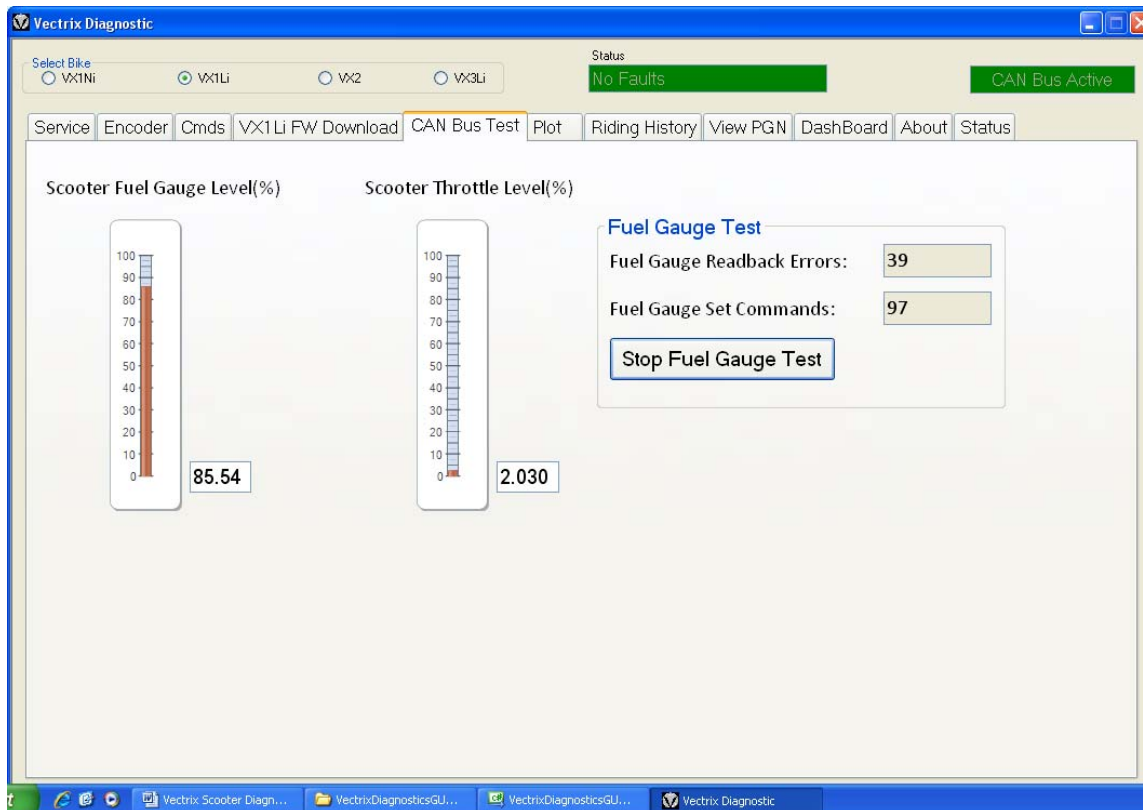 Vectrix Diagnostic
Select Bike
VX1Ni VX1Li VX2 VX3Li
Status
No Faults
CAN Bus Active
Service Encoder Cmds VX1Li FW Download CAN Bus Test Plot Riding History View PGN DashBoard About Status
Scooter Fuel Gauge Level(%)
100
90
80
70
60
50
40
30
20
10
0
85.54
Scooter Throttle Level(%)
100
90
80
70
60
50
40
30
20
10
0
2.030
Fuel Gauge Test
Fuel Gauge Readback Errors: 39
Fuel Gauge Set Commands: 97
Stop Fuel Gauge Test
Vectrix Scooter Diagn... VectrixDiagnosticsGU... VectrixDiagnosticsGU... Vectrix Diagnostic